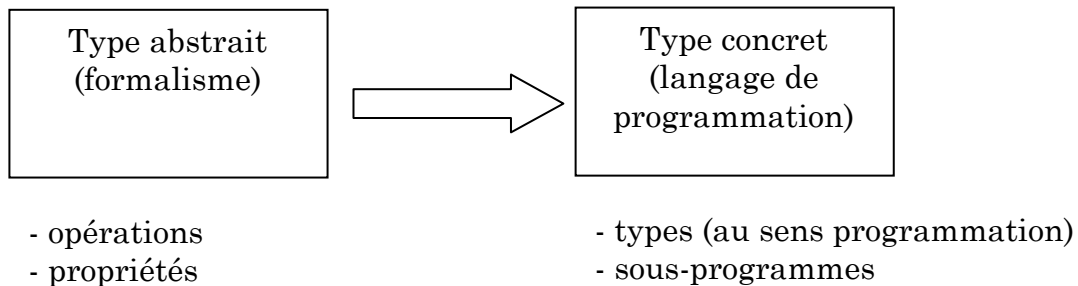 Type abstrait
(formalisme)
Type concret
(langage de
programmation)
- opérations
- propriétés
- types (au sens programmation)
- sous-programmes